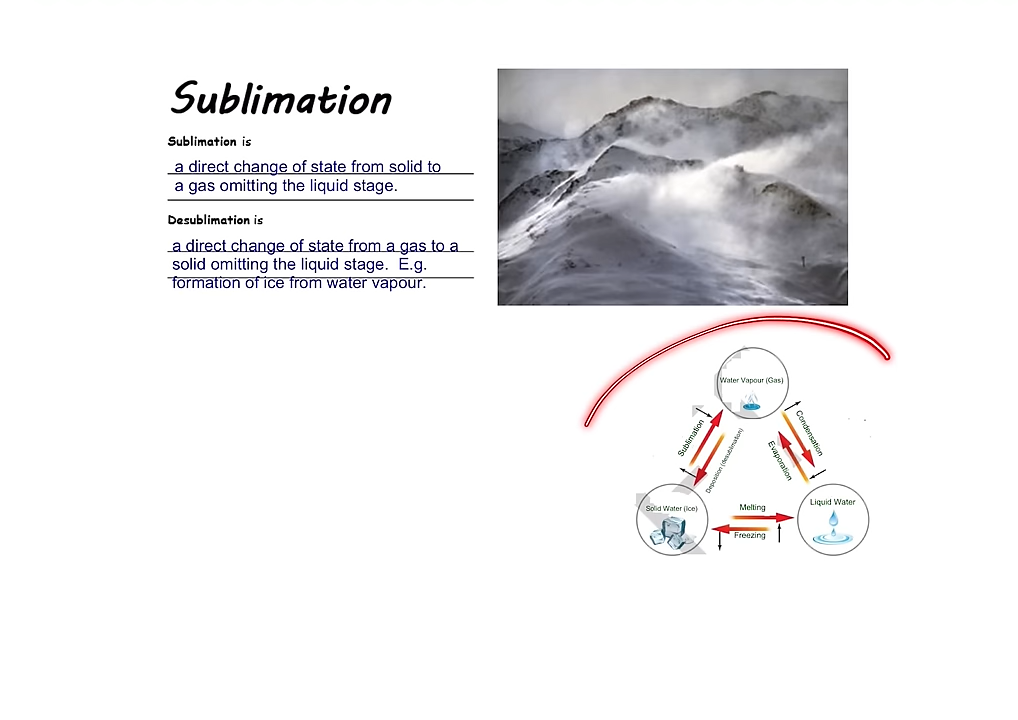 Sublimation
Sublimation is
a direct change of state from solid to
a gas omitting the liquid stage.
Desublimation is
a direct change of state from a gas to a
solid omitting the liquid stage.  E.g.
formation of ice from water vapour.
Water Vapour (Gas)
Sublimation
Deposition (desublimation)
Condensation
Evaporation
Solid Water (Ice)
Melting
Freezing
Liquid Water